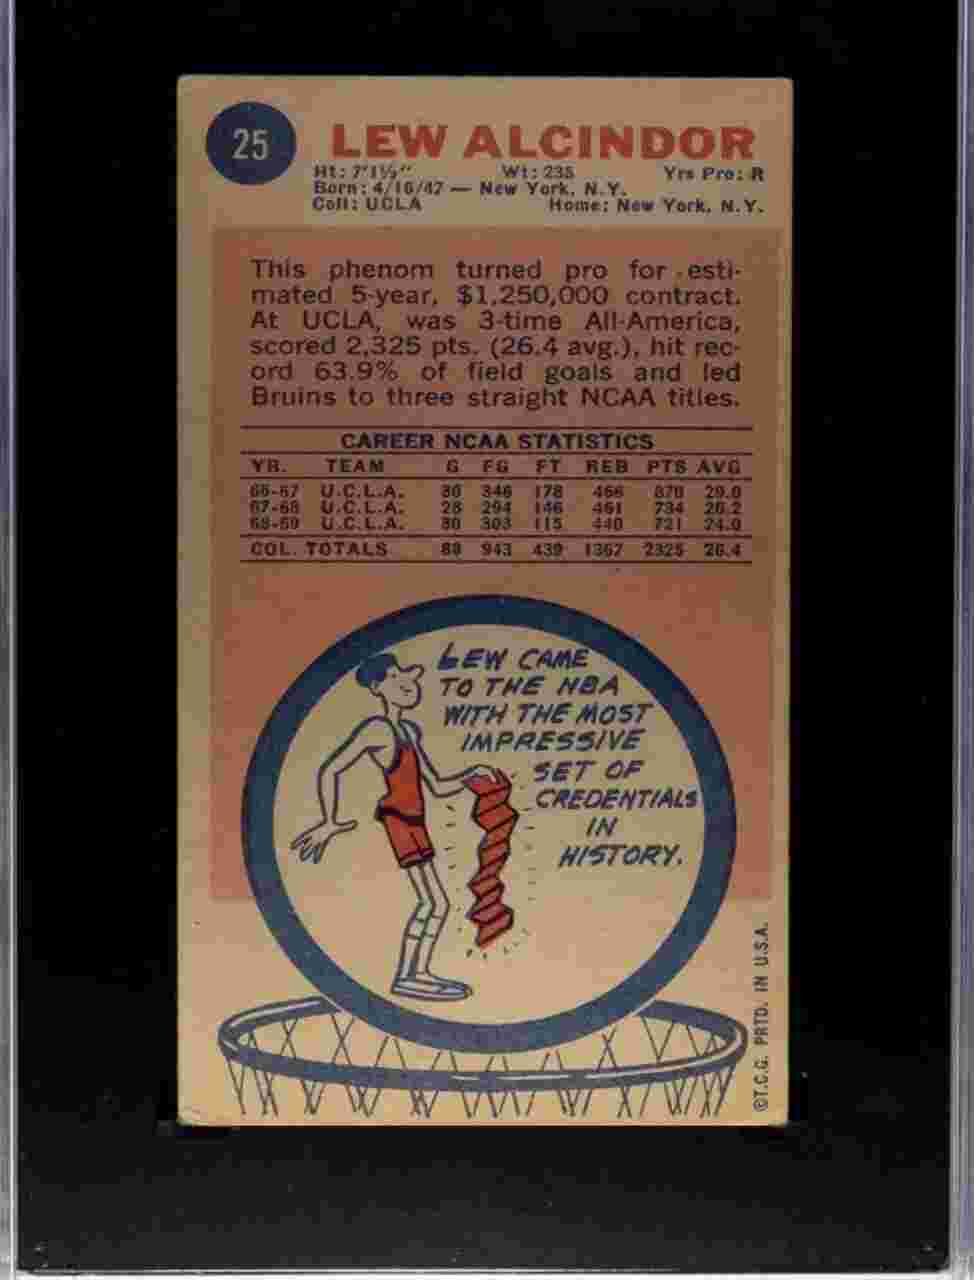 25
LEW ALCINDOR
Ht: 7'1½" Wt: 235 Yrs Pro: R
Born: 4/16/47 — New York, N.Y.
Coll: UCLA Home: New York, N.Y.
This phenom turned pro for esti-
mated 5-year, $1,250,000 contract.
At UCLA, was 3-time All-America,
scored 2,325 pts. (26.4 avg.), hit rec-
ord 63.9% of field goals and led
Bruins to three straight NCAA titles.
CAREER NCAA STATISTICS
YR. TEAM G FG FT REB PTS AVG
66-67 U.C.L.A. 30 346 178 466 870 29.0
67-68 U.C.L.A. 28 294 146 461 734 26.2
68-69 U.C.L.A. 30 303 115 440 721 24.0
COL. TOTALS 88 943 439 1367 2325 26.4
LEW CAME
TO THE NBA
WITH THE MOST
IMPRESSIVE
SET OF
CREDENTIALS
IN
HISTORY.
©T.C.G. PRTD. IN U.S.A.